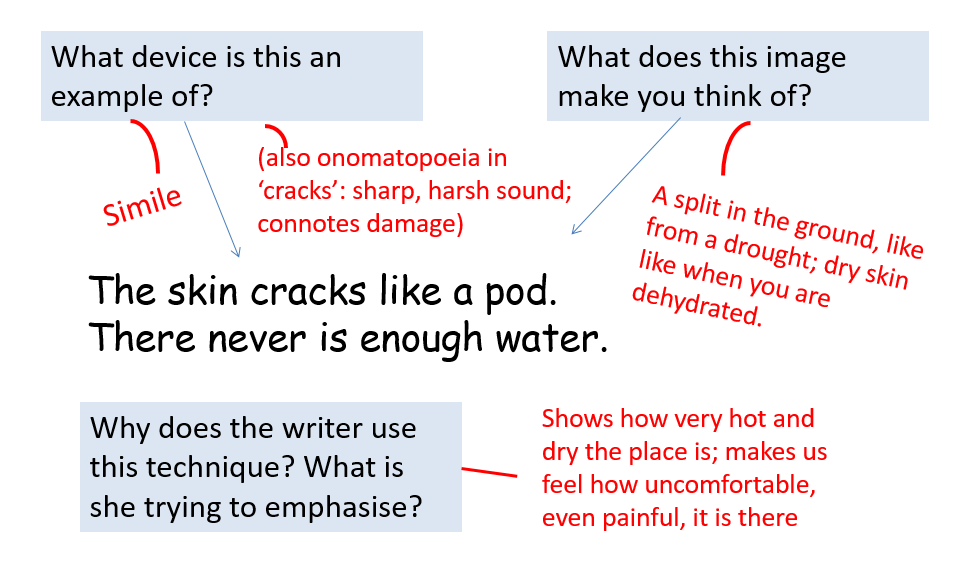 What device is this an
example of?
What does this image
make you think of?
Simile
(also onomatopoeia in
‘cracks’: sharp, harsh sound;
connotes damage)
A split in the ground, like
from a drought; dry skin
like when you are
dehydrated.
The skin cracks like a pod.
There never is enough water.
Why does the writer use
this technique? What is
she trying to emphasise?
Shows how very hot and
dry the place is; makes us
feel how uncomfortable,
even painful, it is there